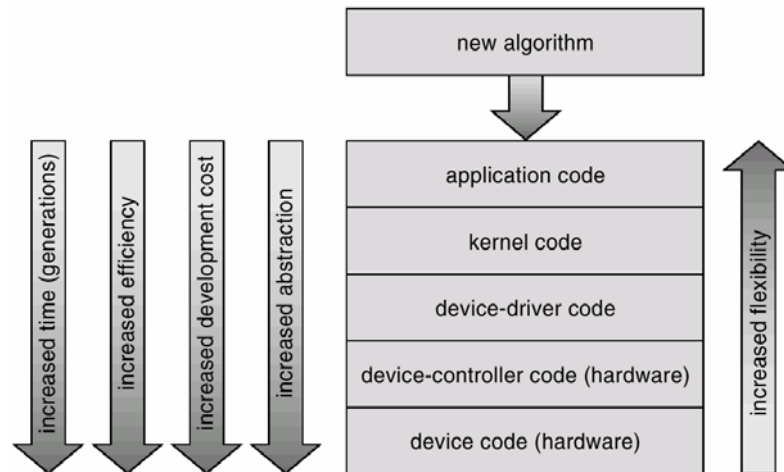 new algorithm
increased time (generations)
increased efficiency
increased development cost
increased abstraction
application code
kernel code
device-driver code
device-controller code (hardware)
device code (hardware)
increased flexibility